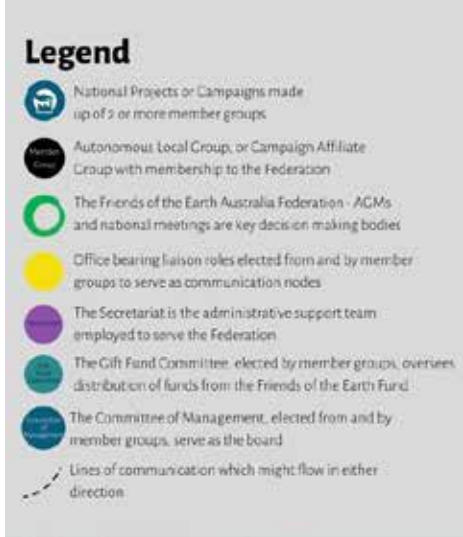 Legend
National Projects or Campaigns made
up of 2 or more member groups
Member
Group
Autonomous Local Group, or Campaign Affiliate
Group with membership to the Federation
The Friends of the Earth Australia Federation - AGMs
and national meetings are key decision making bodies
Office bearing liaison roles elected from and by member
groups to serve as communication nodes
The Secretariat is the administrative support team
employed to serve the Federation
The Gift Fund Committee, elected by member groups, oversees
distribution of funds from the Friends of the Earth Fund
Committee
of
Management
The Committee of Management, elected from and by
member groups, serve as the board
Lines of communication which might flow in either
direction